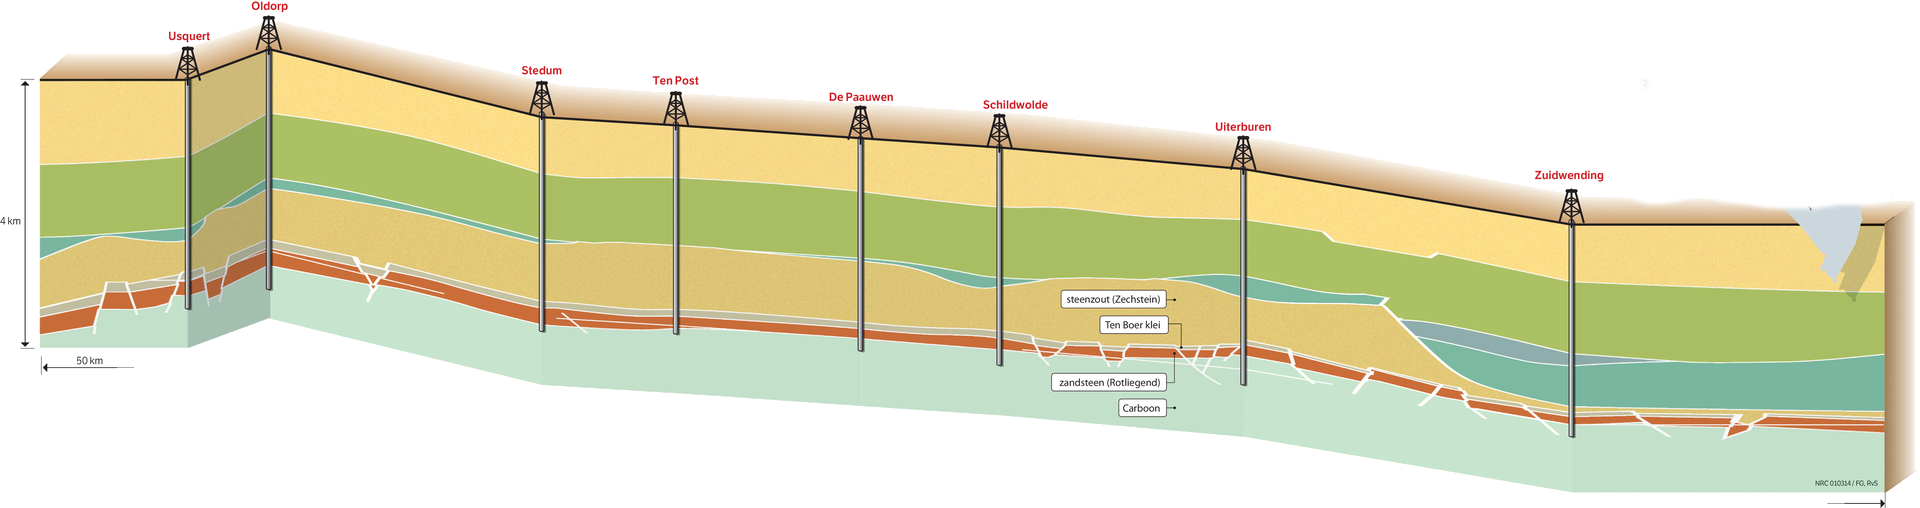 Oldorp
Usquert
Stedum
Ten Post
De Paauwen
Schildwolde
Uiterburen
Zuidwending
4 km
steenzout (Zechstein)
Ten Boer klei
50 km
zandsteen (Rotliegend)
Carboon
NRC 010314 / FG, RvS